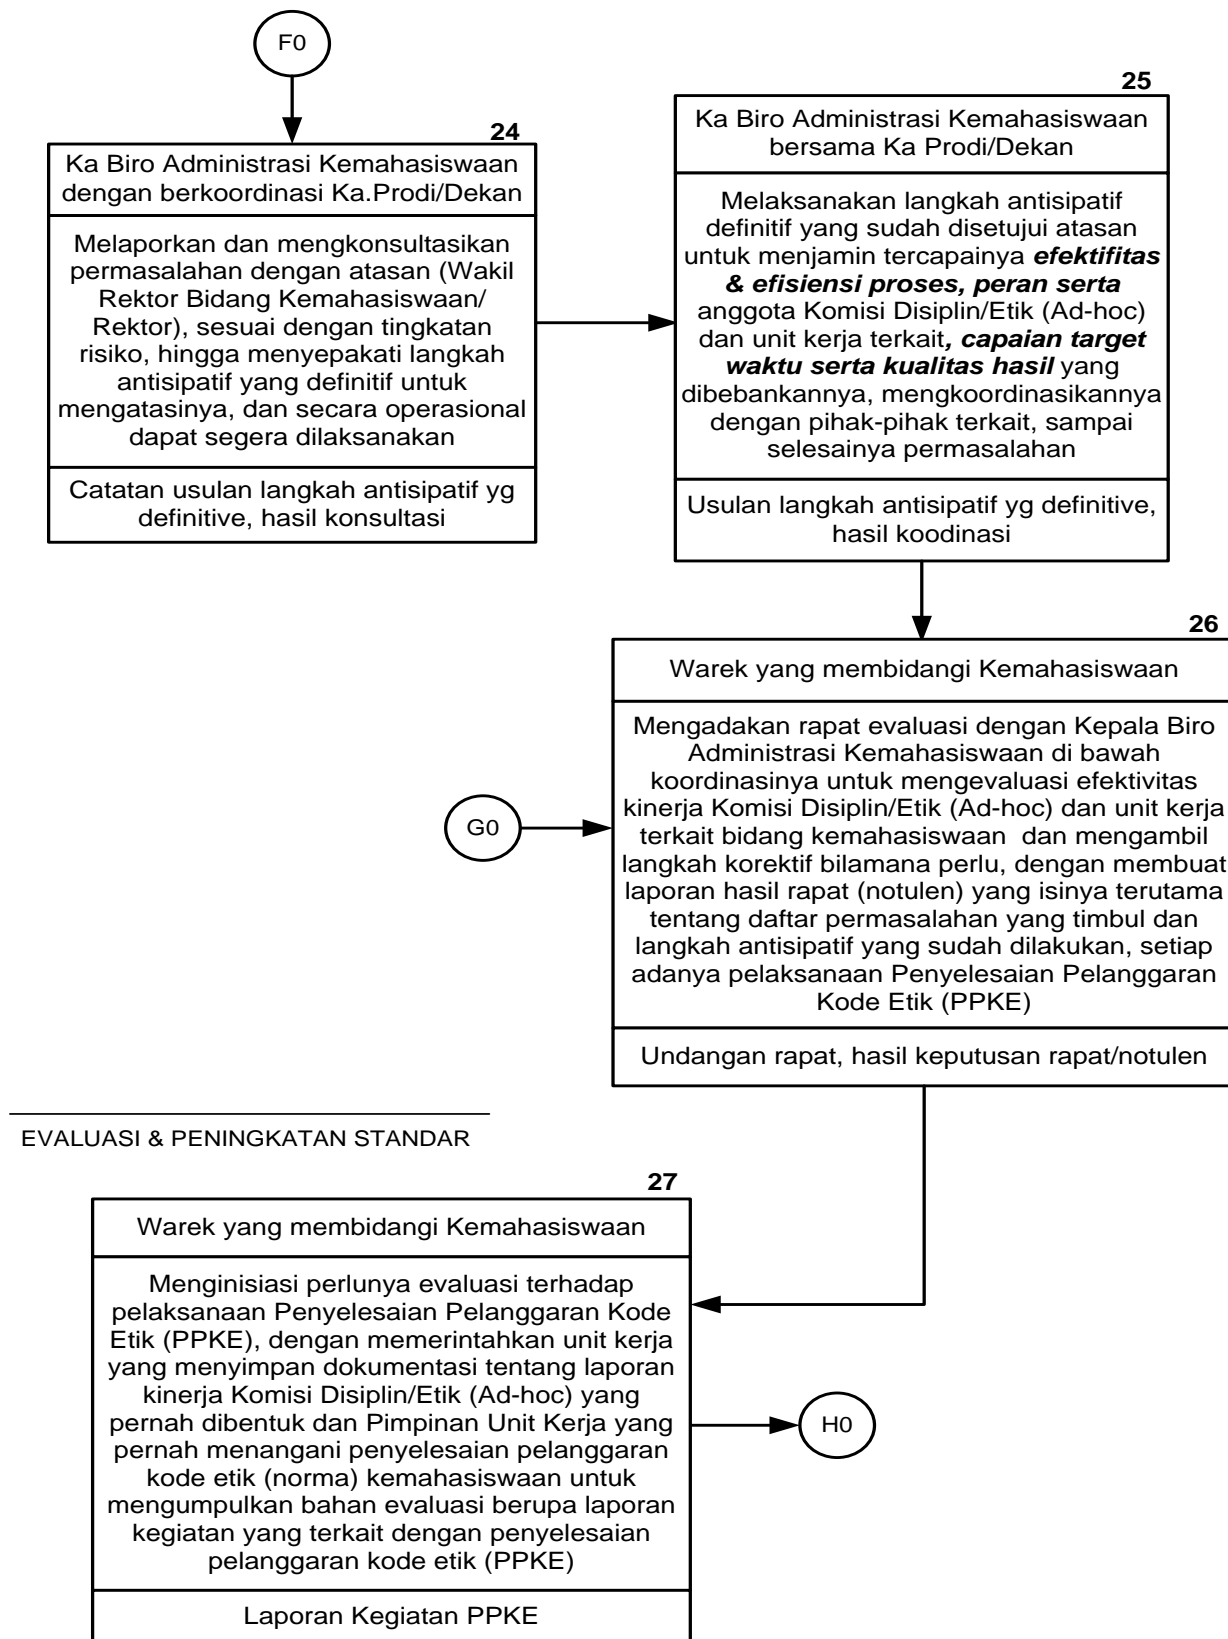 F0
24
Ka Biro Administrasi Kemahasiswaan
dengan berkoordinasi Ka.Prodi/Dekan
Melaporkan dan mengkonsultasikan
permasalahan dengan atasan (Wakil
Rektor Bidang Kemahasiswaan/
Rektor), sesuai dengan tingkatan
risiko, hingga menyepakati langkah
antisipatif yang definitif untuk
mengatasinya, dan secara operasional
dapat segera dilaksanakan
Catatan usulan langkah antisipatif yg
definitive, hasil konsultasi
25
Ka Biro Administrasi Kemahasiswaan
bersama Ka Prodi/Dekan
Melaksanakan langkah antisipatif
definitif yang sudah disetujui atasan
untuk menjamin tercapainya efektifitas
& efisiensi proses, peran serta
anggota Komisi Disiplin/Etik (Ad-hoc)
dan unit kerja terkait, capaian target
waktu serta kualitas hasil yang
dibebankannya, mengkoordinasikannya
dengan pihak-pihak terkait, sampai
selesainya permasalahan
Usulan langkah antisipatif yg definitive,
hasil koodinasi
26
Warek yang membidangi Kemahasiswaan
Mengadakan rapat evaluasi dengan Kepala Biro
Administrasi Kemahasiswaan di bawah
koordinasinya untuk mengevaluasi efektivitas
kinerja Komisi Disiplin/Etik (Ad-hoc) dan unit kerja
terkait bidang kemahasiswaan  dan mengambil
langkah korektif bilamana perlu, dengan membuat
laporan hasil rapat (notulen) yang isinya terutama
tentang daftar permasalahan yang timbul dan
langkah antisipatif yang sudah dilakukan, setiap
adanya pelaksanaan Penyelesaian Pelanggaran
Kode Etik (PPKE)
Undangan rapat, hasil keputusan rapat/notulen
G0
EVALUASI & PENINGKATAN STANDAR
27
Warek yang membidangi Kemahasiswaan
Menginisiasi perlunya evaluasi terhadap
pelaksanaan Penyelesaian Pelanggaran Kode
Etik (PPKE), dengan memerintahkan unit kerja
yang menyimpan dokumentasi tentang laporan
kinerja Komisi Disiplin/Etik (Ad-hoc) yang
pernah dibentuk dan Pimpinan Unit Kerja yang
pernah menangani penyelesaian pelanggaran
kode etik (norma) kemahasiswaan untuk
mengumpulkan bahan evaluasi berupa laporan
kegiatan yang terkait dengan penyelesaian
pelanggaran kode etik (PPKE)
Laporan Kegiatan PPKE
H0